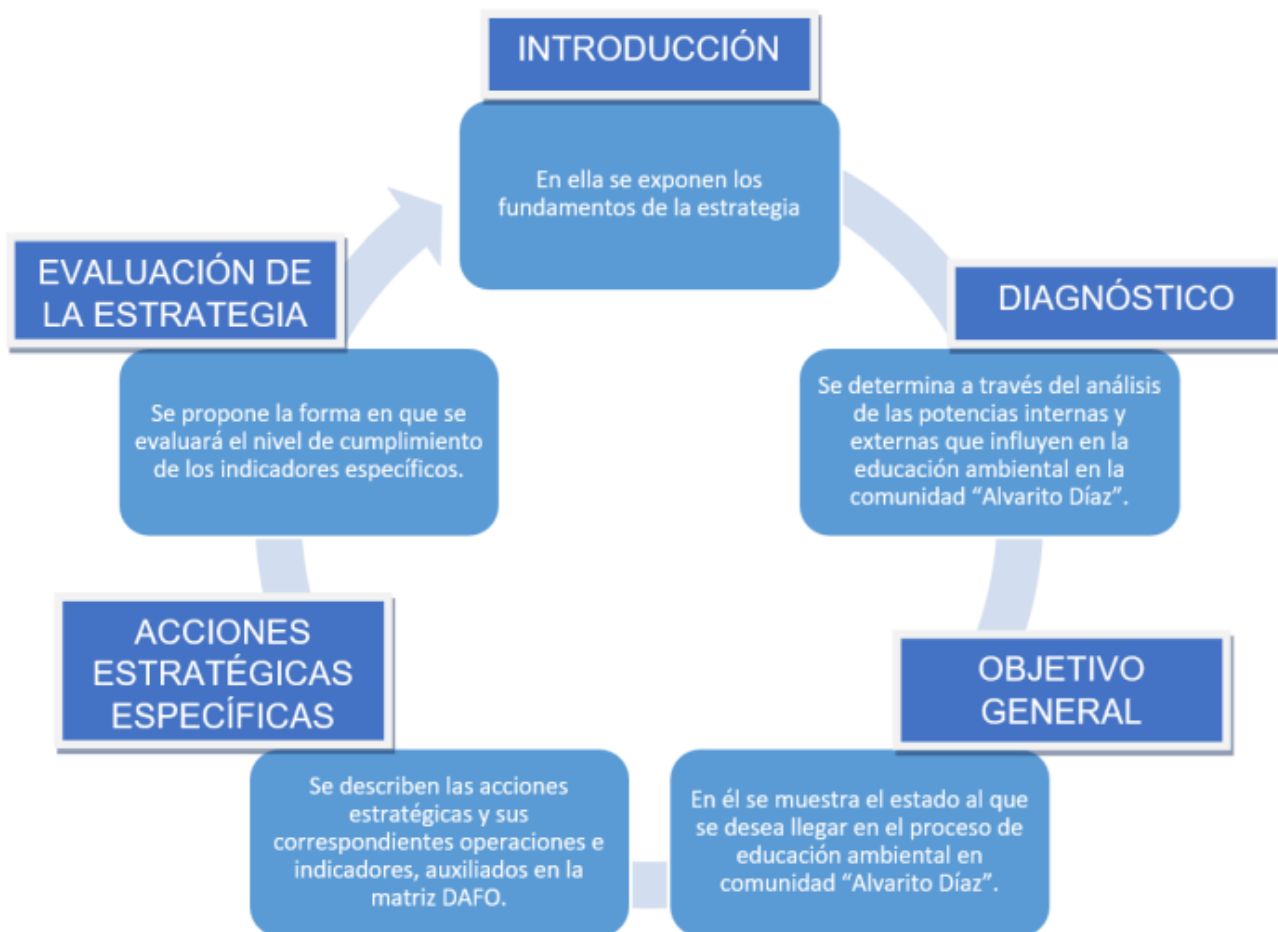 INTRODUCCIÓN
En ella se exponen los
fundamentos de la estrategia
DIAGNÓSTICO
Se determina a través del análisis
de las potencias internas y
externas que influyen en la
educación ambiental en la
comunidad “Alvarito Díaz”.
OBJETIVO
GENERAL
En él se muestra el estado al que
se desea llegar en el proceso de
educación ambiental en
comunidad “Alvarito Díaz”.
ACCIONES
ESTRATÉGICAS
ESPECÍFICAS
Se describen las acciones
estratégicas y sus
correspondientes operaciones e
indicadores, auxiliados en la
matriz DAFO.
EVALUACIÓN DE
LA ESTRATEGIA
Se propone la forma en que se
evaluará el nivel de cumplimiento
de los indicadores específicos.